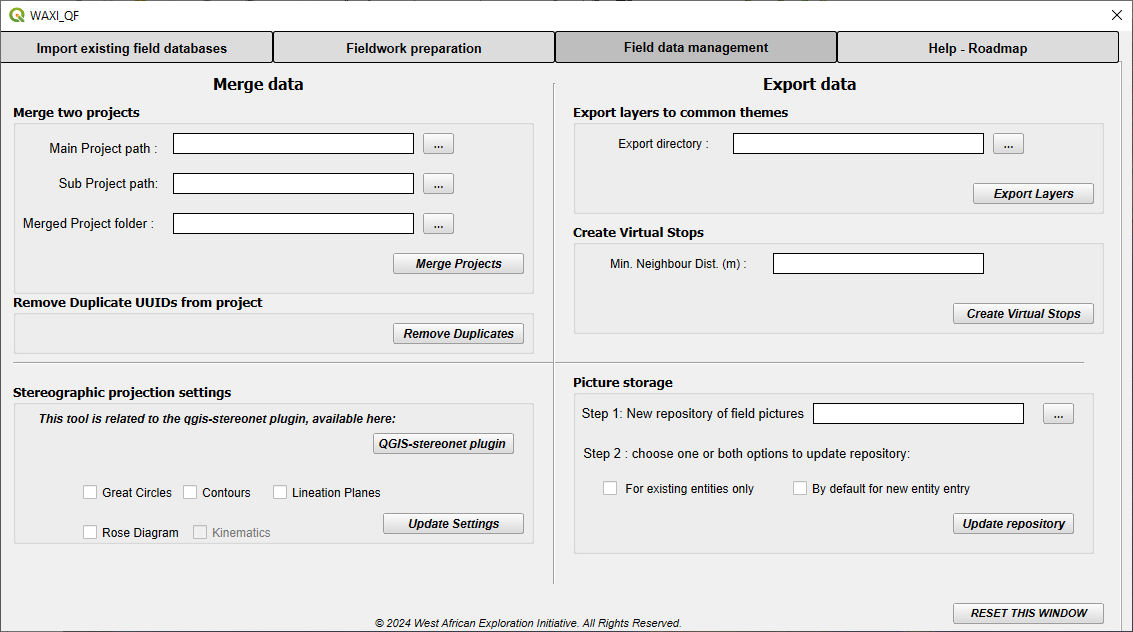 WAXI_QF
Import existing field databases
Fieldwork preparation
Field data management
Help - Roadmap
Merge data
Merge two projects
Main Project path :
...
Sub Project path:
...
Merged Project folder :
...
Merge Projects
Remove Duplicate UUIDs from project
Remove Duplicates
Stereographic projection settings
This tool is related to the qgis-stereonet plugin, available here:
QGIS-stereonet plugin
Great Circles
Contours
Lineation Planes
Rose Diagram
Kinematics
Update Settings
Export data
Export layers to common themes
Export directory :
...
Export Layers
Create Virtual Stops
Min. Neighbour Dist. (m) :
Create Virtual Stops
Picture storage
Step 1: New repository of field pictures
...
Step 2 : choose one or both options to update repository:
For existing entities only
By default for new entity entry
Update repository
RESET THIS WINDOW
© 2024 West African Exploration Initiative. All Rights Reserved.